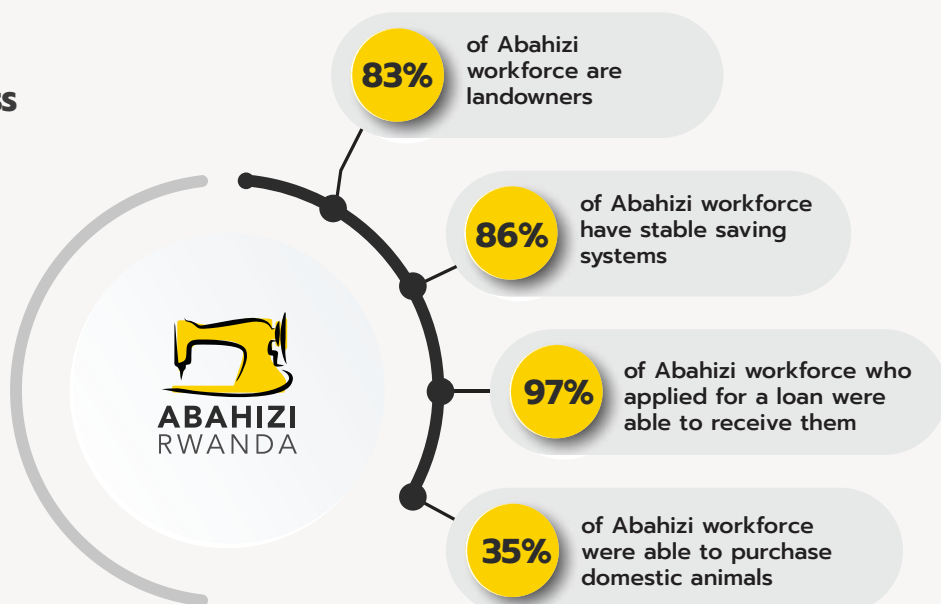 83%
of Abahizi
workforce are
landowners
86%
of Abahizi workforce
have stable saving
systems
ABAHIZI
RWANDA
97%
of Abahizi workforce who
applied for a loan were
able to receive them
35%
of Abahizi workforce
were able to purchase
domestic animals